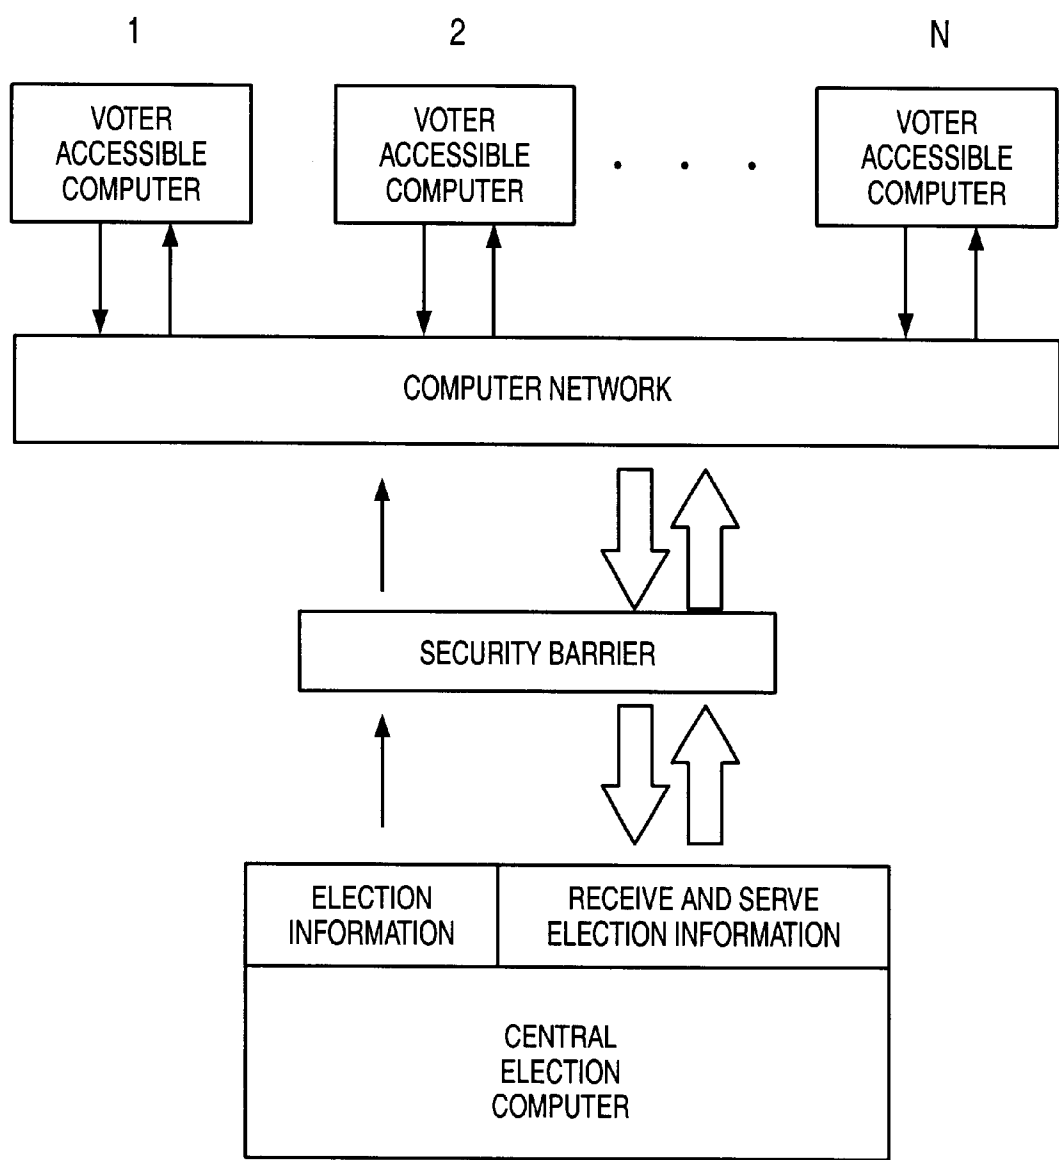 1
2
N
VOTER
ACCESSIBLE
COMPUTER
VOTER
ACCESSIBLE
COMPUTER
. . .
VOTER
ACCESSIBLE
COMPUTER
COMPUTER NETWORK
SECURITY BARRIER
ELECTION
INFORMATION
RECEIVE AND SERVE
ELECTION INFORMATION
CENTRAL
ELECTION
COMPUTER